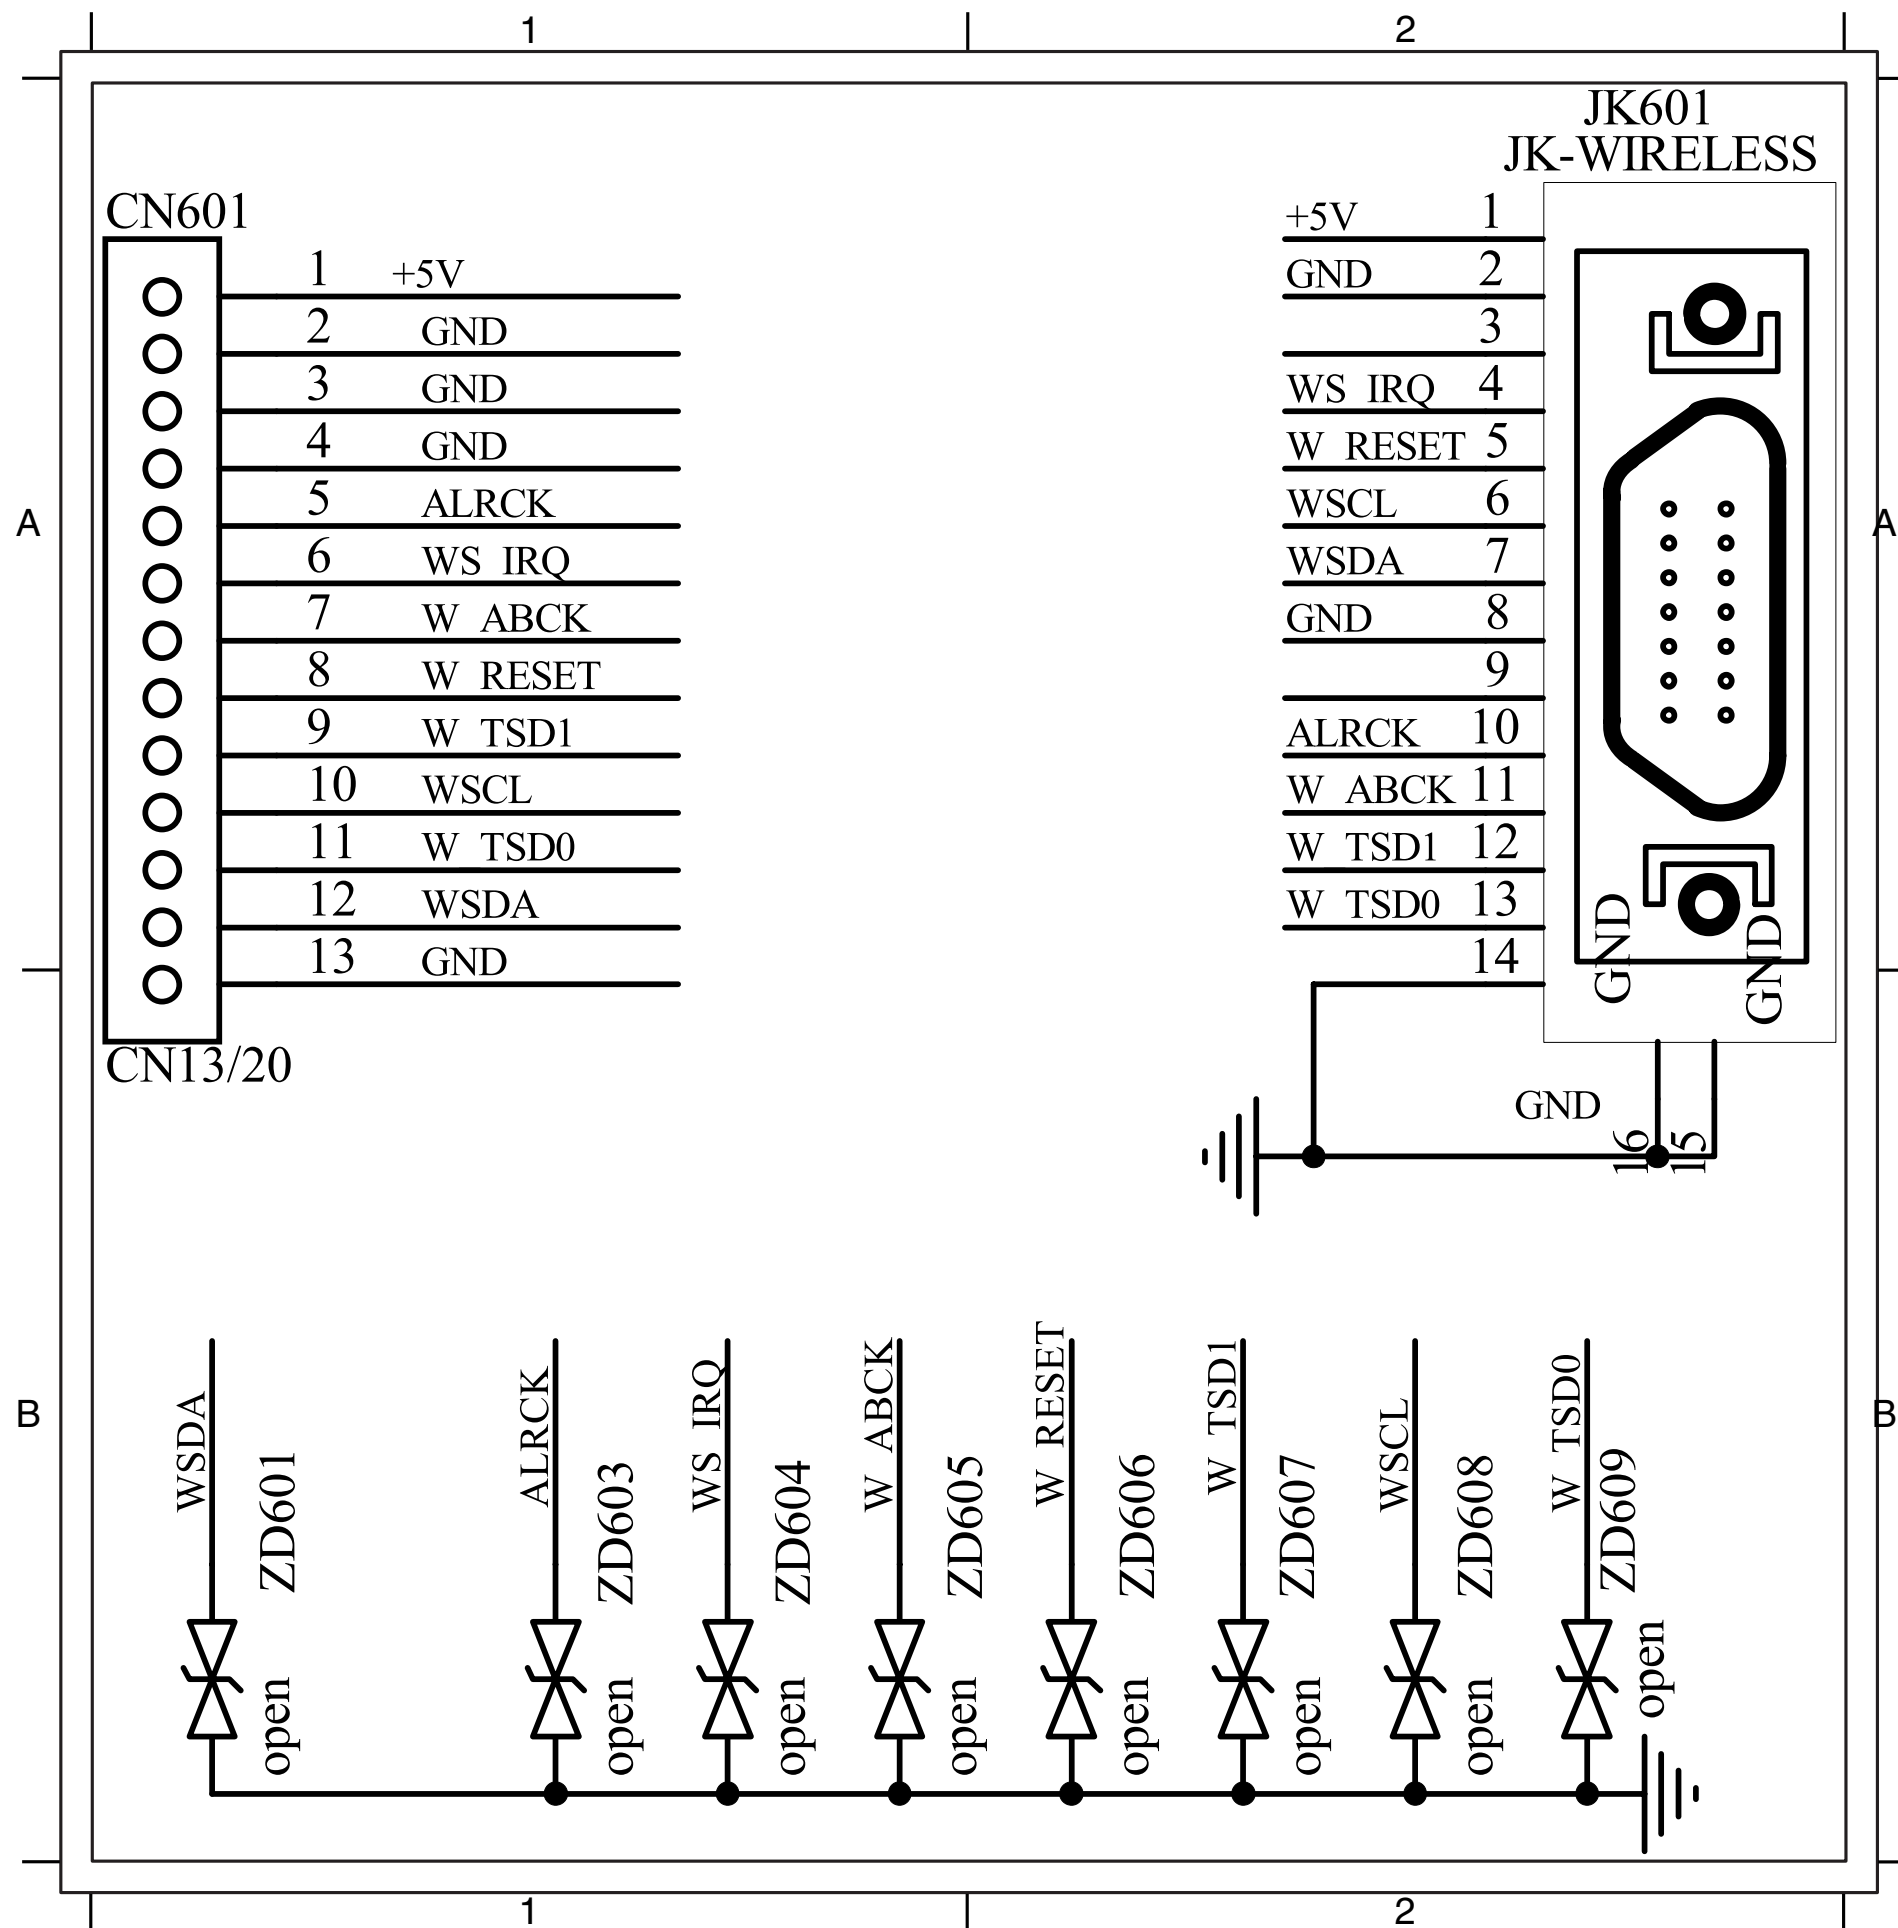 1 2
JK601
JK-WIRELESS
CN601
1 +5V
2 GND
3 GND
4 GND
5 ALRCK
6 WS IRQ
7 W ABCK
8 W RESET
9 W TSD1
10 WSCL
11 W TSD0
12 WSDA
13 GND
CN13/20
+5V 1
GND 2
3
WS IRQ 4
W RESET 5
WSCL 6
WSDA 7
GND 8
9
ALRCK 10
W ABCK 11
W TSD1 12
W TSD0 13
14
GND
GND
GND
16
15
A
A
WSDA
ZD601
open
ALRCK
ZD603
open
WS IRQ
ZD604
open
W ABCK
ZD605
open
W RESET
ZD606
open
W TSD1
ZD607
open
WSCL
ZD608
open
W TSD0
ZD609
open
B
B
1 2